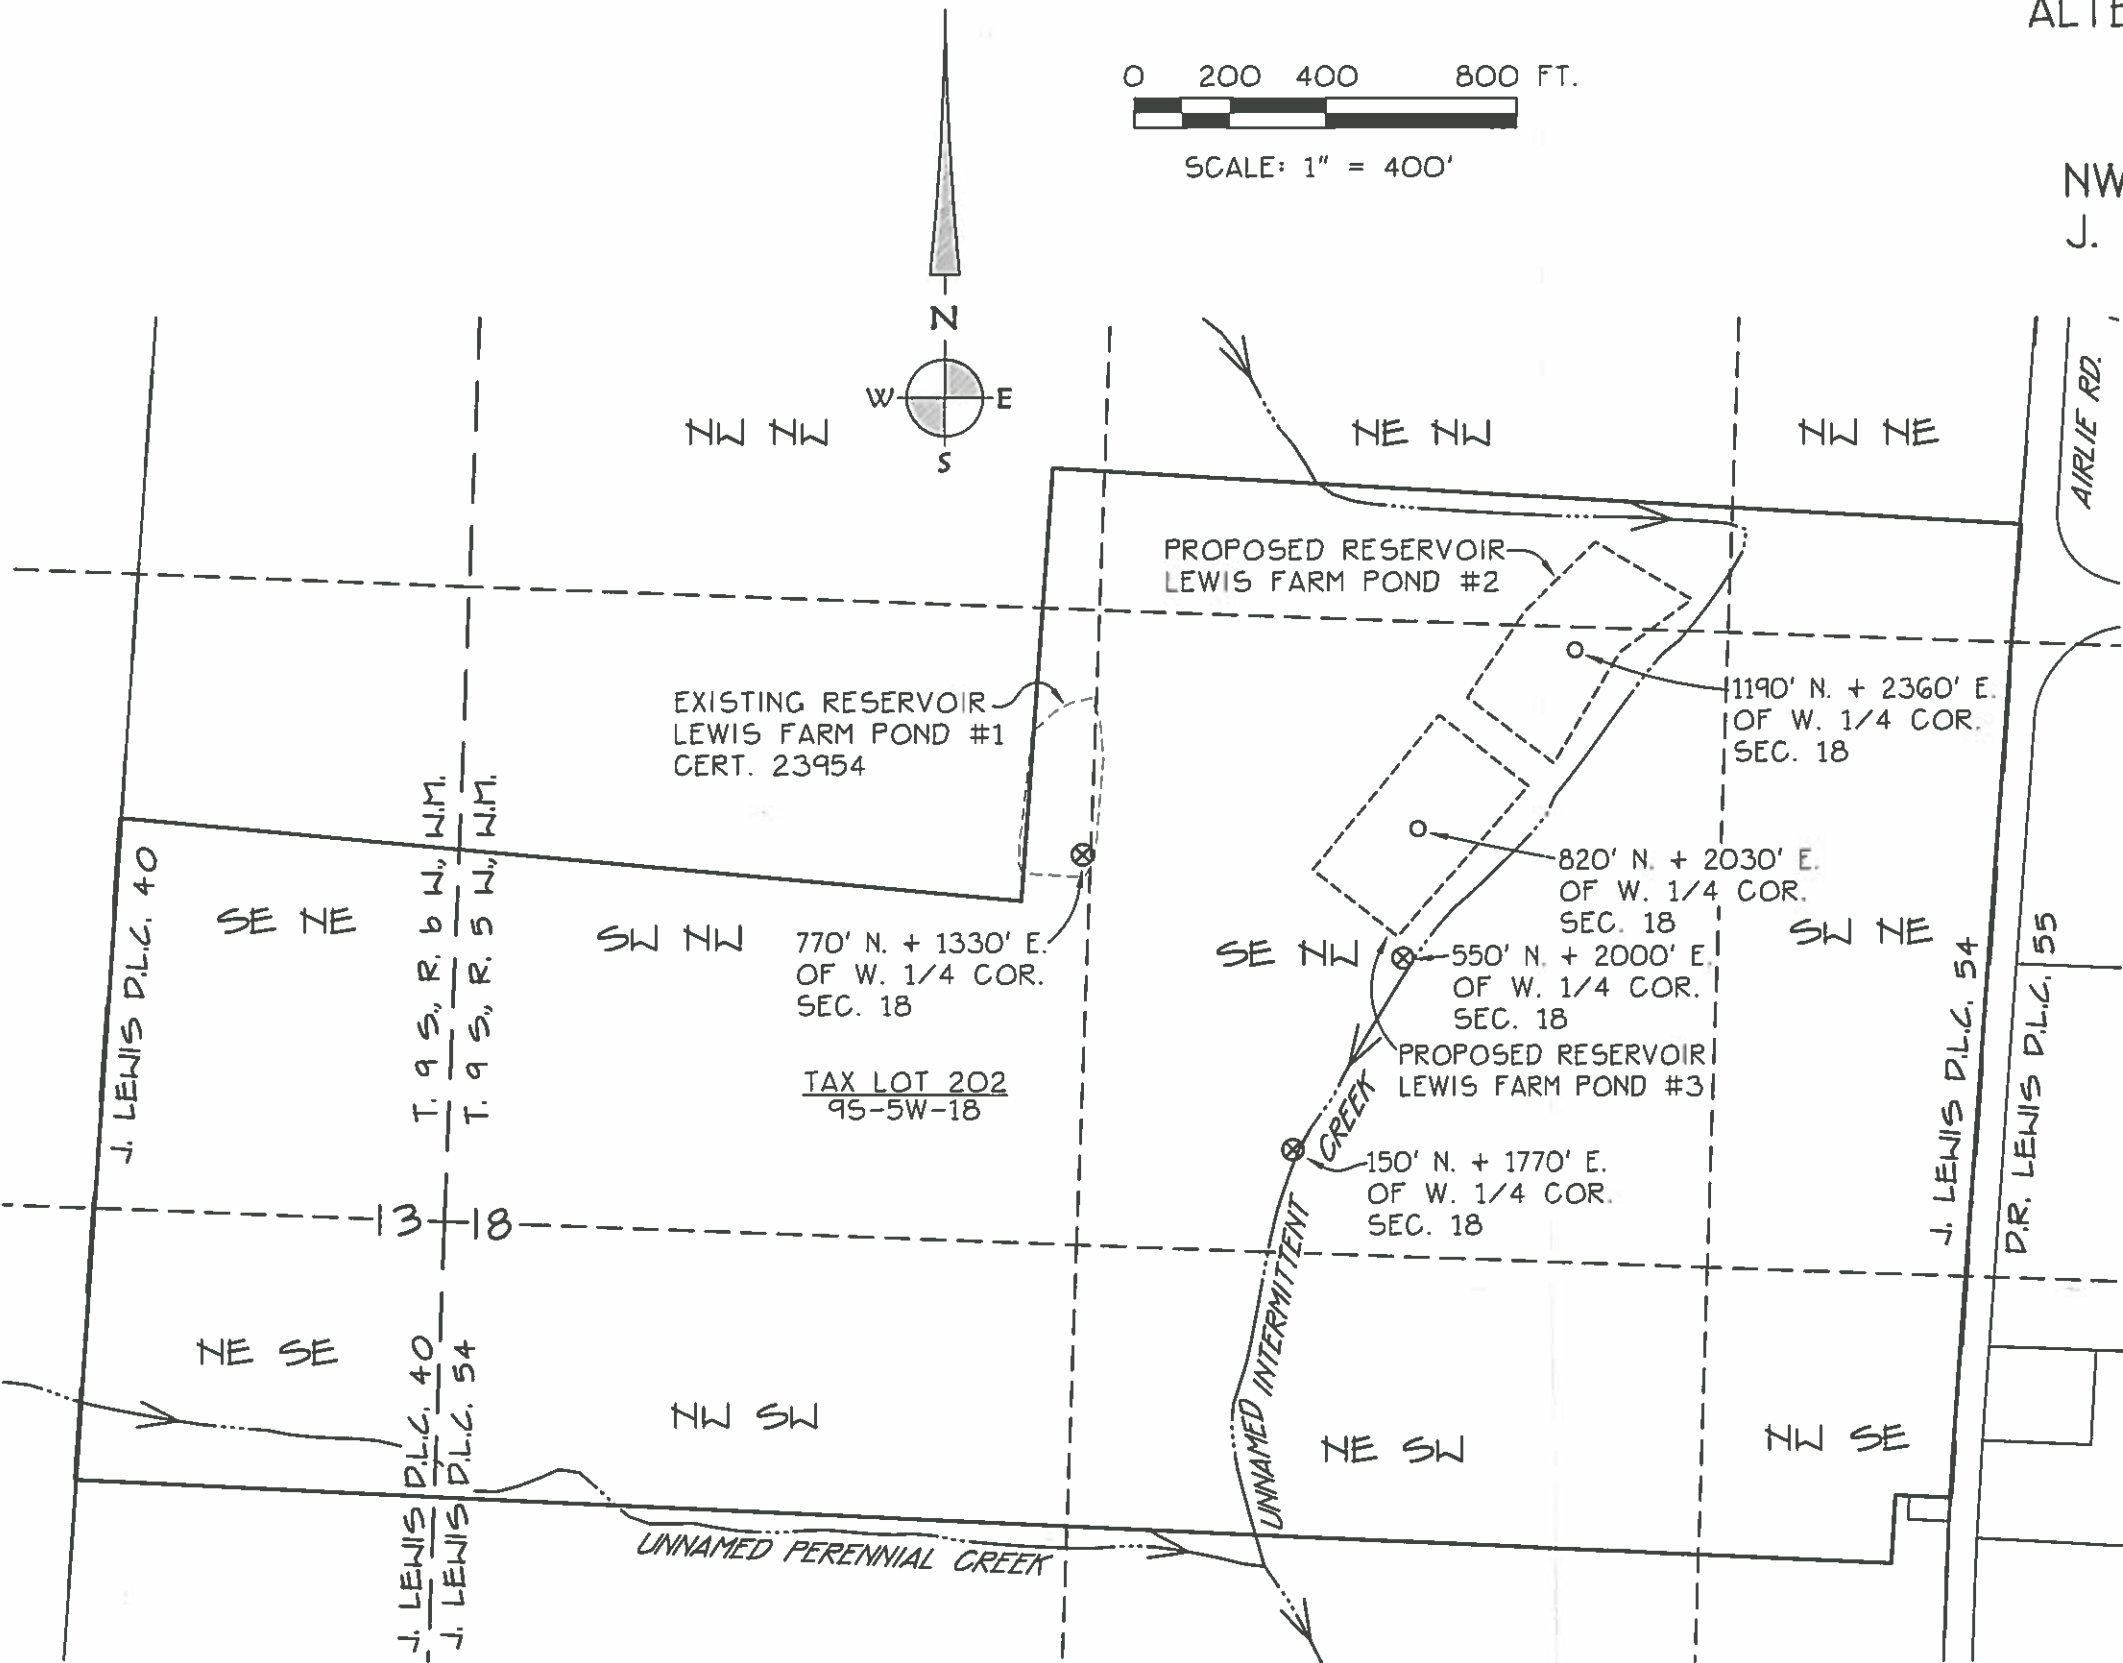 ALTE
0 200 400 800 FT.
SCALE: 1" = 400'
NW
J.
N
W E
S
NW NW
NE NW
NW NE
AIRLIE RD.
PROPOSED RESERVOIR
LEWIS FARM POND #2
EXISTING RESERVOIR
LEWIS FARM POND #1
CERT. 23954
1190' N. + 2360' E.
OF W. 1/4 COR.
SEC. 18
T. 9 S., R. 6 W., W.M.
T. 9 S., R. 5 W., W.M.
820' N. + 2030' E.
OF W. 1/4 COR.
SEC. 18
J. LEWIS D.L.C. 40
SE NE
SW NW
770' N. + 1330' E.
OF W. 1/4 COR.
SEC. 18
SE NW
550' N. + 2000' E.
OF W. 1/4 COR.
SEC. 18
SW NE
J. LEWIS D.L.C. 54
D.R. LEWIS D.L.C. 55
PROPOSED RESERVOIR
LEWIS FARM POND #3
TAX LOT 202
9S-5W-18
150' N. + 1770' E.
OF W. 1/4 COR.
SEC. 18
13 18
UNNAMED INTERMITTENT CREEK
NE SE
J. LEWIS D.L.C. 40
J. LEWIS D.L.C. 54
NW SW
NE SW
NW SE
UNNAMED PERENNIAL CREEK